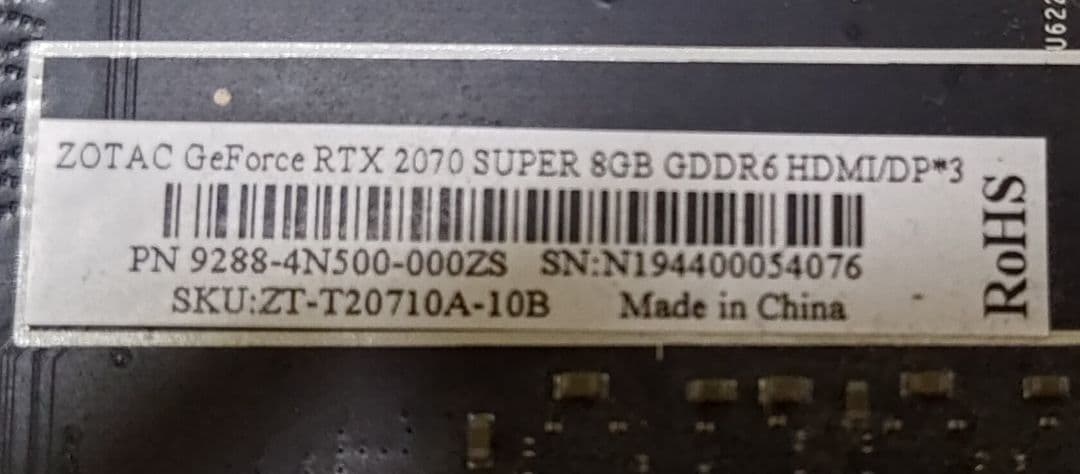 ZOTAC GeForce RTX 2070 SUPER 8GB GDDR6 HDMI/DP*3
PN 9288-4N500-000ZS SN:N194400054076
SKU:ZT-T20710A-10B Made in China
RoHS